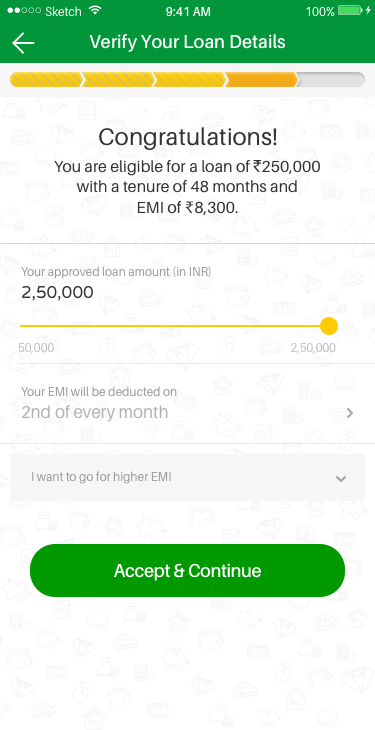 Sketch 9:41 AM 100%
Verify Your Loan Details
Congratulations!
You are eligible for a loan of ₹250,000
with a tenure of 48 months and
EMI of ₹8,300.
Your approved loan amount (in INR)
2,50,000
50,000 2,50,000
Your EMI will be deducted on
2nd of every month
I want to go for higher EMI
Accept & Continue